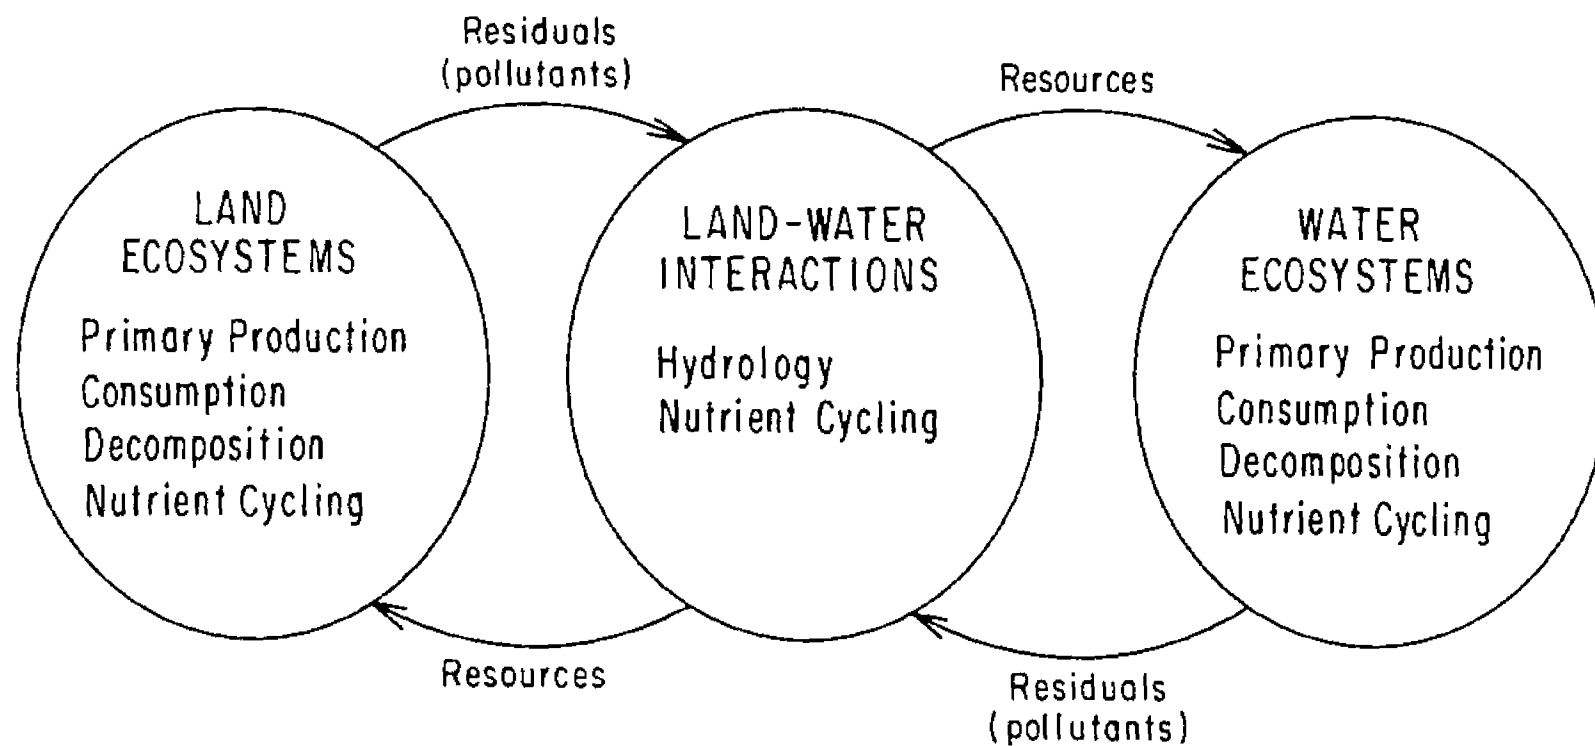 Residuals
(pollutants)
Resources
LAND
ECOSYSTEMS
Primary Production
Consumption
Decomposition
Nutrient Cycling
LAND-WATER
INTERACTIONS
Hydrology
Nutrient Cycling
WATER
ECOSYSTEMS
Primary Production
Consumption
Decomposition
Nutrient Cycling
Resources
Residuals
(pollutants)